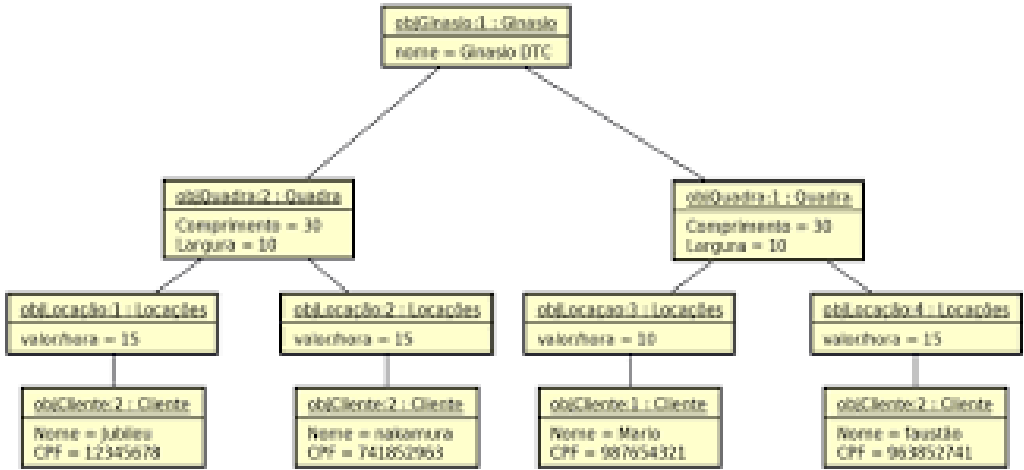 objGinasio:1 : Ginasio
nome = Ginasio DTC
objQuadra:2 : Quadra
Comprimento = 30
Largura = 10
objQuadra:1 : Quadra
Comprimento = 30
Largura = 10
objLocação:1 : Locações
valor/hora = 15
objLocação:2 : Locações
valor/hora = 15
objLocaçao:3 : Locações
valor/hora = 10
objLocação:4 : Locações
valor/hora = 15
objCliente:2 : Cliente
Nome = Jubileu
CPF = 12345678
objCliente:2 : Cliente
Nome = nakamura
CPF = 741852963
objCliente:1 : Cliente
Nome = Mario
CPF = 987654321
objCliente:2 : Cliente
Nome = faustão
CPF = 963852741